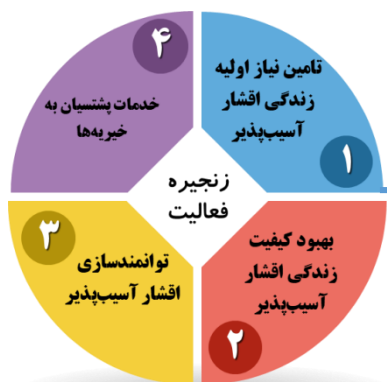 زنجیره
فعالیت
۱
تامین نیاز اولیه
زندگی اقشار
آسیب‌پذیر
۲
بهبود کیفیت
زندگی اقشار
آسیب‌پذیر
۳
توانمندسازی
اقشار آسیب‌پذیر
۴
خدمات پشتسیان به
خیریه‌ها